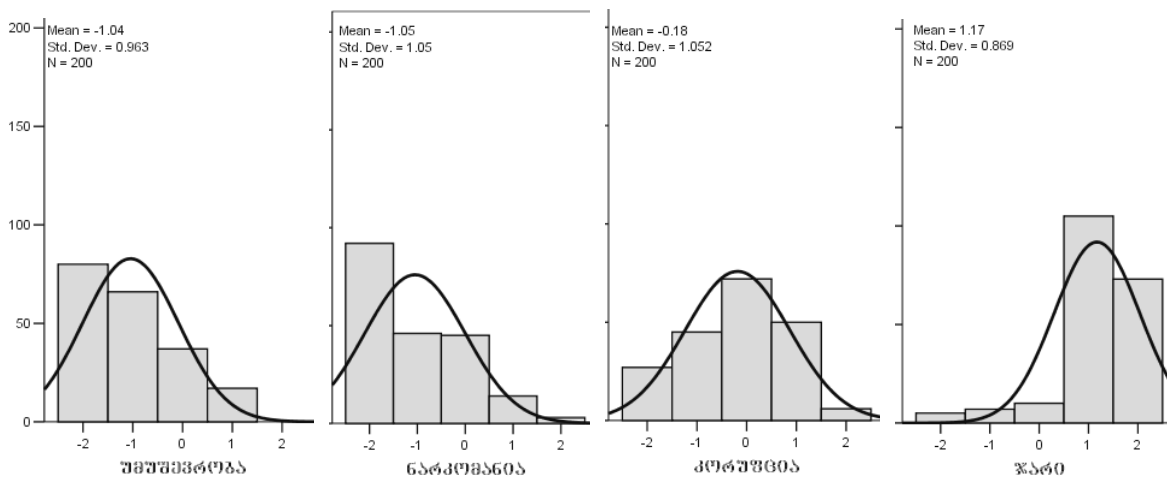 Mean = -1.04
Std. Dev. = 0.963
N = 200
Mean = -1.05
Std. Dev. = 1.05
N = 200
Mean = -0.18
Std. Dev. = 1.052
N = 200
Mean = 1.17
Std. Dev. = 0.869
N = 200
200
150
100
50
0
-2 -1 0 1 2
-2 -1 0 1 2
-2 -1 0 1 2
-2 -1 0 1 2
უმუშევრობა
ნარკომანია
კორუფცია
ჯარი